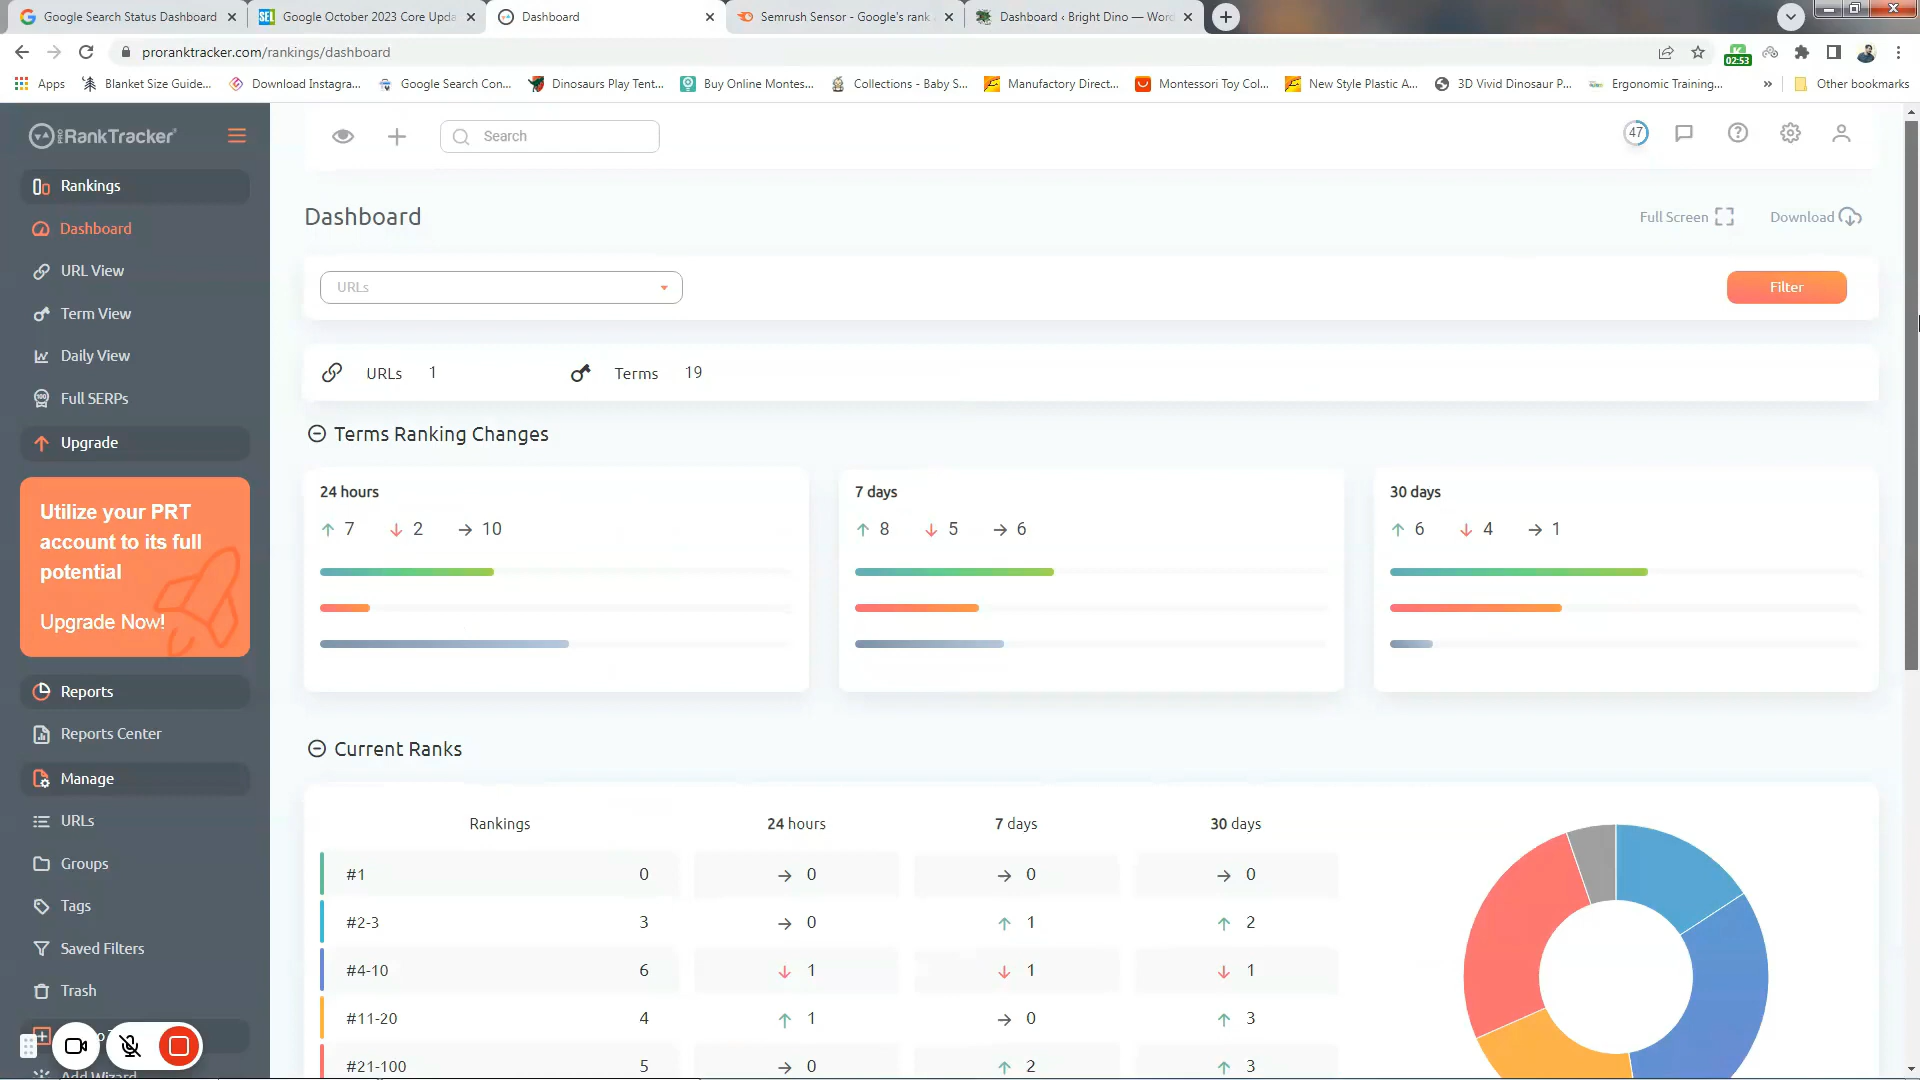 Google Search Status Dashboard
Google October 2023 Core Upda
Dashboard
Semrush Sensor - Google's rank
Dashboard ‹ Bright Dino — Word
proranktracker.com/rankings/dashboard
02:53
Apps
Blanket Size Guide...
Download Instagra...
Google Search Con...
Dinosaurs Play Tent...
Buy Online Montes...
Collections - Baby S...
Manufactory Direct...
Montessori Toy Col...
New Style Plastic A...
3D Vivid Dinosaur P...
Ergonomic Training...
»
Other bookmarks
PRO RankTracker
Search
47
Rankings
Dashboard
URL View
Term View
Daily View
Full SERPs
Upgrade
Utilize your PRT
account to its full
potential
Upgrade Now!
Reports
Reports Center
Manage
URLs
Groups
Tags
Saved Filters
Trash
Add Wizard
Dashboard
Full Screen
Download
URLs
Filter
URLs 1
Terms 19
Terms Ranking Changes
24 hours
↑ 7 ↓ 2 → 10
7 days
↑ 8 ↓ 5 → 6
30 days
↑ 6 ↓ 4 → 1
Current Ranks
Rankings 24 hours 7 days 30 days
#1 0 → 0 → 0 → 0
#2-3 3 → 0 ↑ 1 ↑ 2
#4-10 6 ↓ 1 ↓ 1 ↓ 1
#11-20 4 ↑ 1 → 0 ↑ 3
#21-100 5 → 0 ↑ 2 ↑ 3